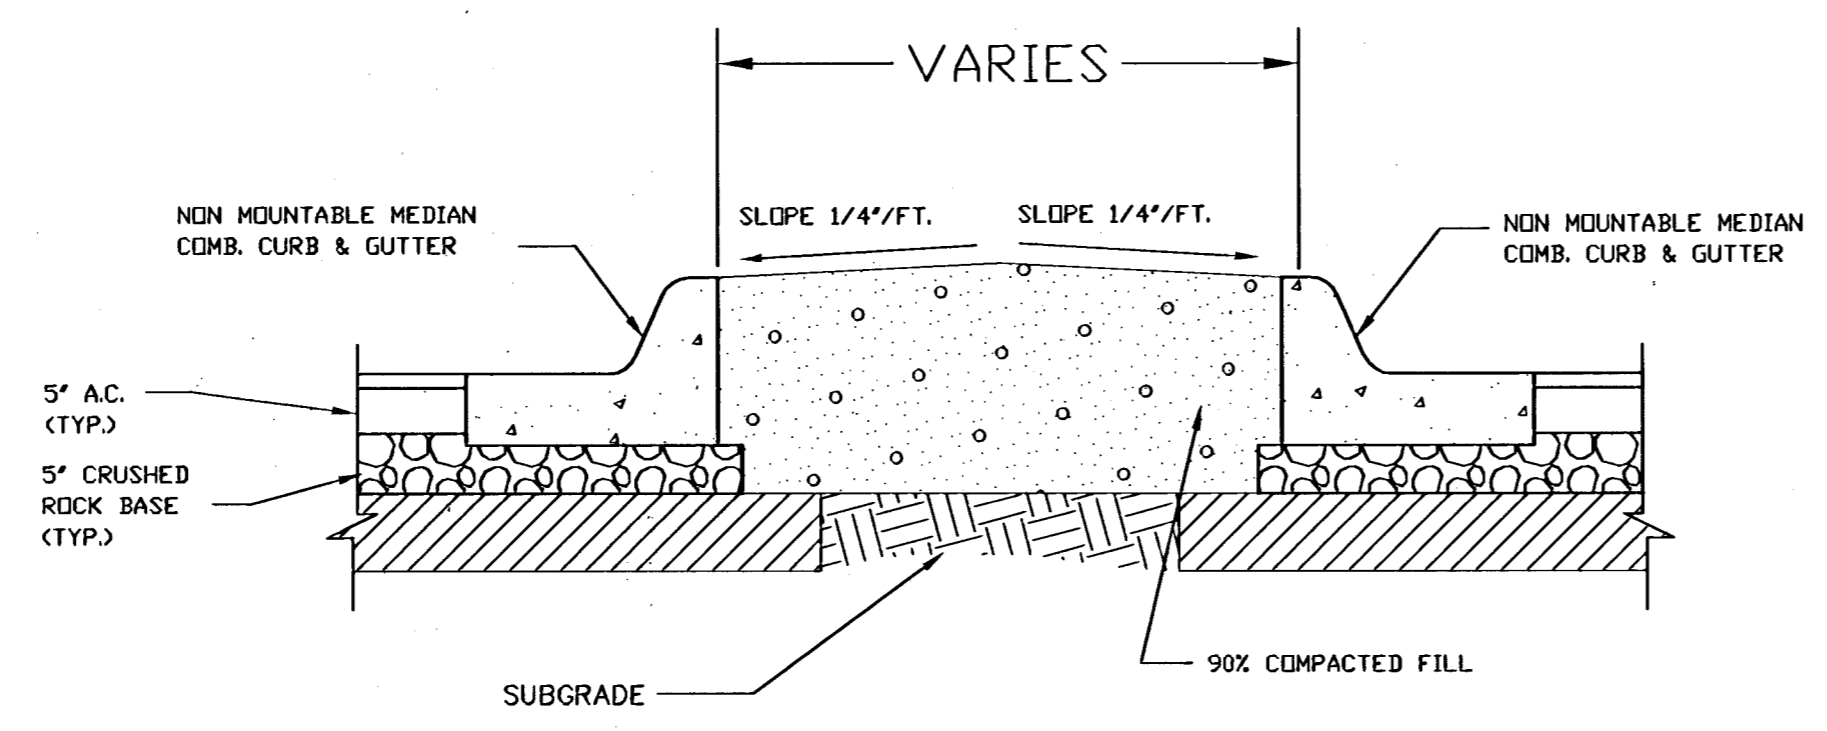 VARIES
NON MOUNTABLE MEDIAN
COMB. CURB & GUTTER
SLOPE 1/4"/FT.
SLOPE 1/4"/FT.
NON MOUNTABLE MEDIAN
COMB. CURB & GUTTER
5" A.C.
(TYP.)
5" CRUSHED
ROCK BASE
(TYP.)
90% COMPACTED FILL
SUBGRADE